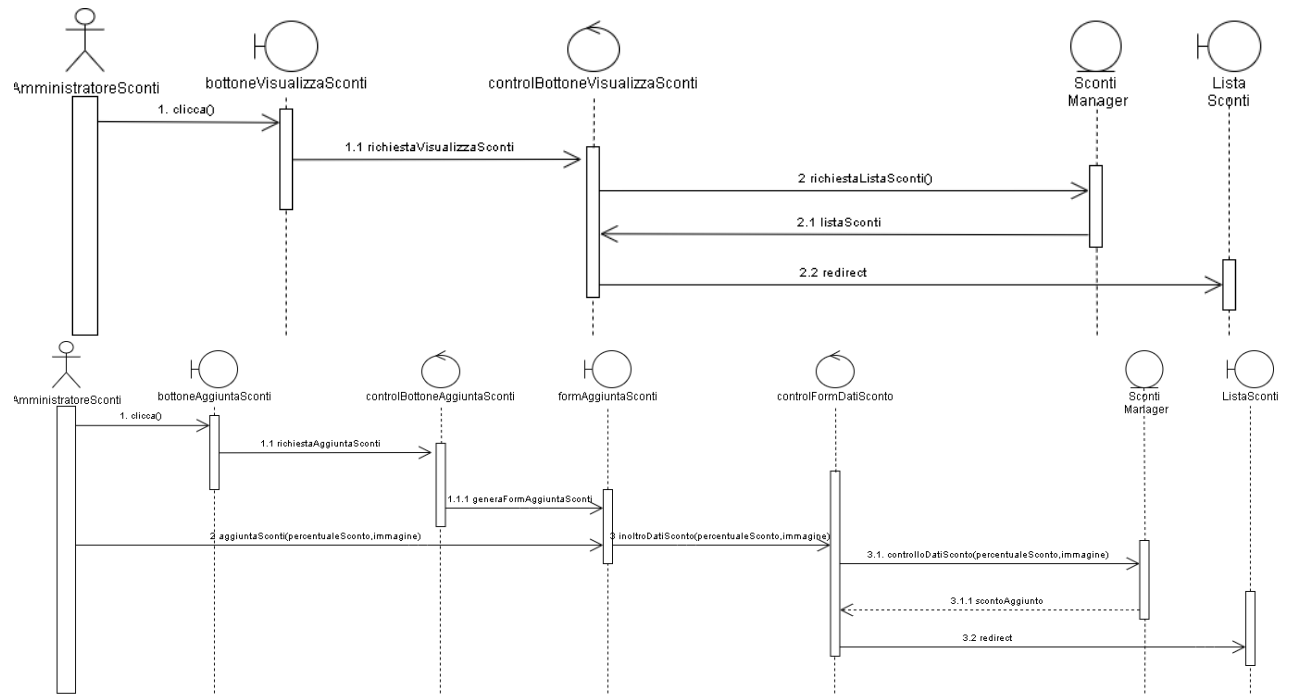 AmministratoreSconti
bottoneVisualizzaSconti
controlBottoneVisualizzaSconti
Sconti
Manager
Lista
Sconti
1. clicca()
1.1 richiestaVisualizzaSconti
2 richiestaListaSconti()
2.1 listaSconti
2.2 redirect
AmministratoreSconti
bottoneAggiuntaSconti
controlBottoneAggiuntaSconti
formAggiuntaSconti
controlFormDatiSconto
Sconti
Manager
ListaSconti
1. clicca()
1.1 richiestaAggiuntaSconti
1.1.1 generaFormAggiuntaSconti
2 aggiuntaSconti(percentualeSconto,immagine)
3 inoltroDatiSconto(percentualeSconto,immagine)
3.1. controlloDatiSconto(percentualeSconto,immagine)
3.1.1 scontoAggiunto
3.2 redirect